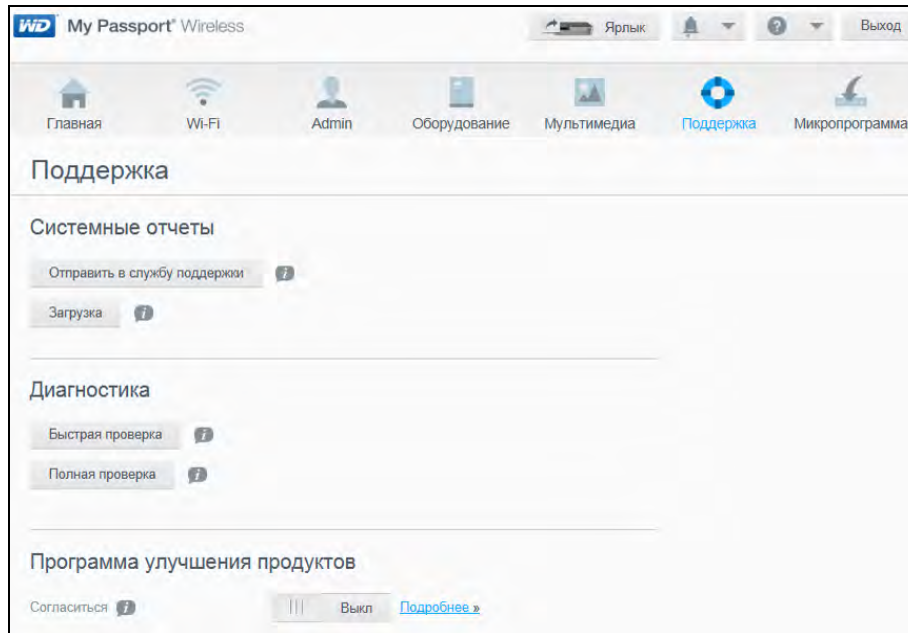 WD My Passport® Wireless
Ярлык
Выход
Главная
Wi-Fi
Admin
Оборудование
Мультимедиа
Поддержка
Микропрограмма
Поддержка
Системные отчеты
Отправить в службу поддержки
Загрузка
Диагностика
Быстрая проверка
Полная проверка
Программа улучшения продуктов
Согласиться
Выкл
Подробнее »